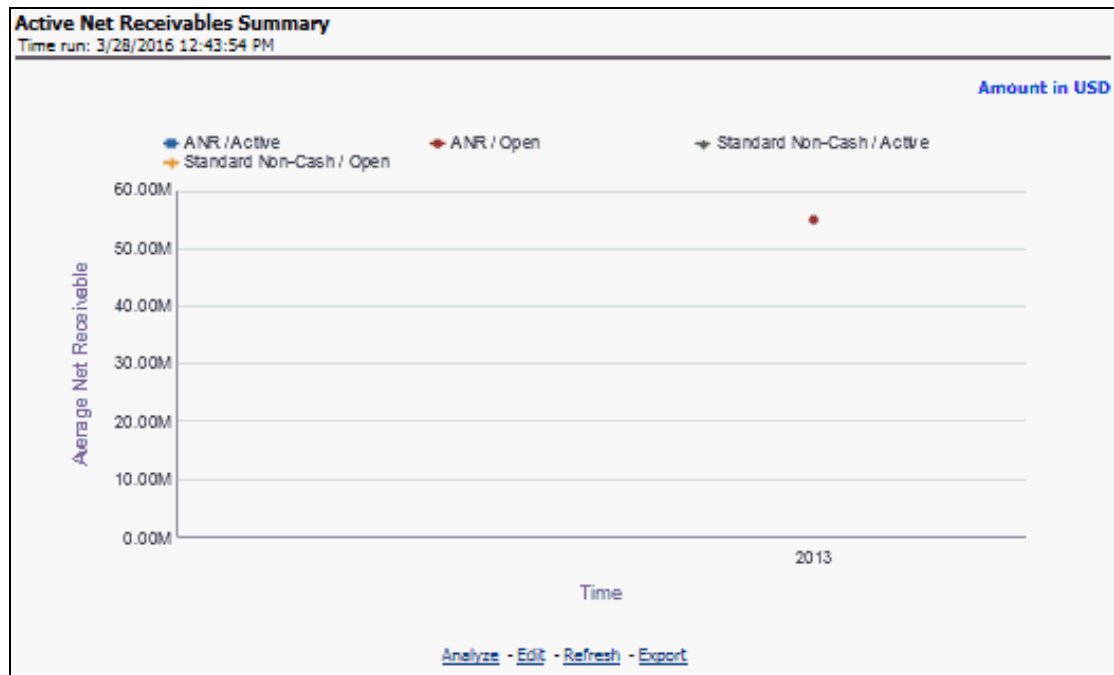 Active Net Receivables Summary
Time run: 3/28/2016 12:43:54 PM
Amount in USD
ANR / Active ANR / Open Standard Non-Cash / Active
Standard Non-Cash / Open
60.00M
50.00M
40.00M
30.00M
20.00M
10.00M
0.00M
Average Net Receivable
2013
Time
Analyze - Edit - Refresh - Export